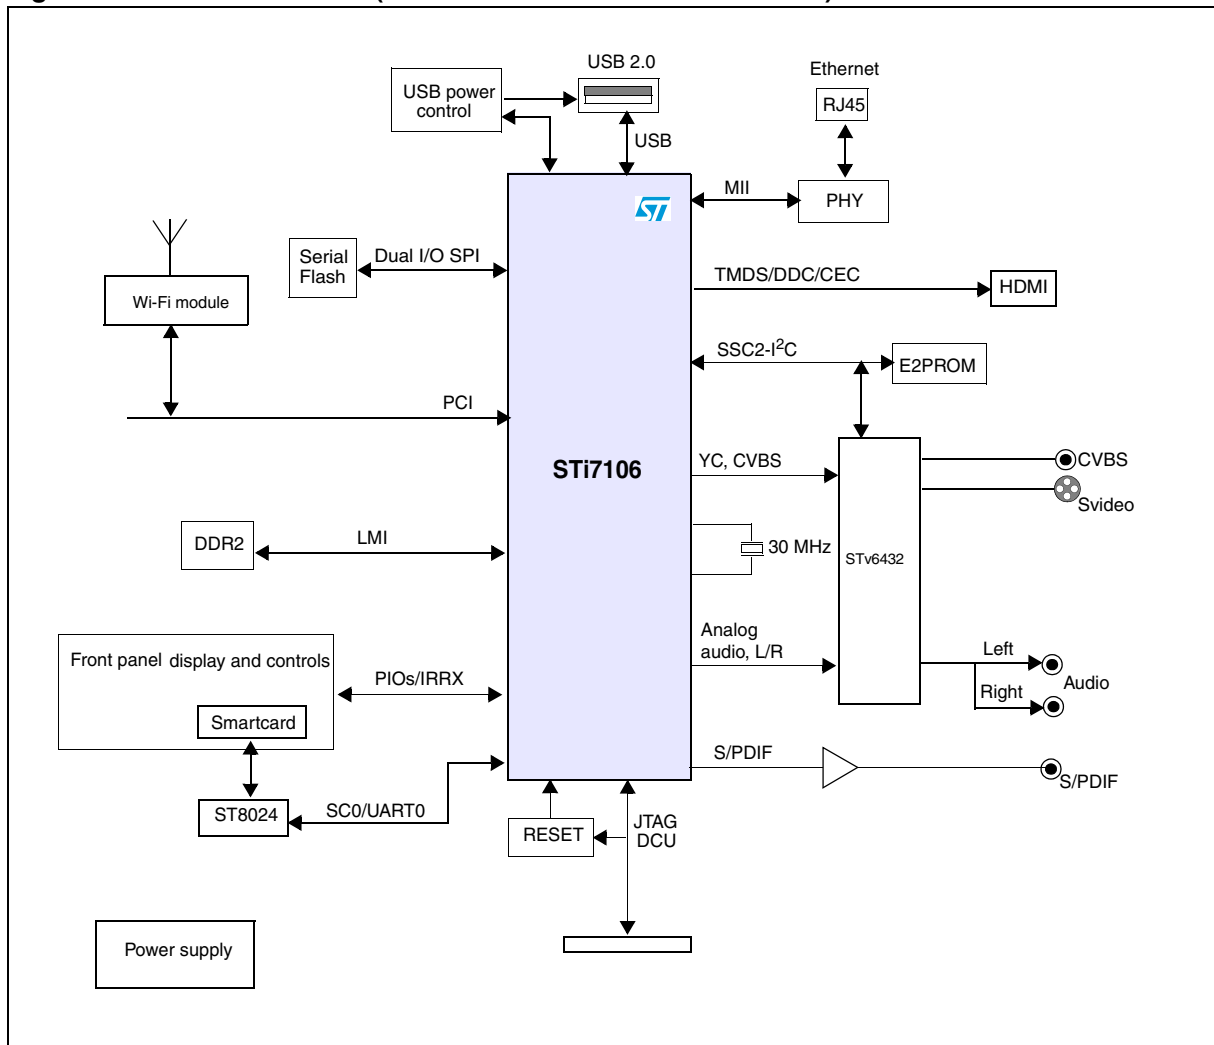 USB 2.0
Ethernet
USB power
control
RJ45
USB
MII
PHY
ST
Serial
Flash
Dual I/O SPI
TMDS/DDC/CEC
HDMI
Wi-Fi module
SSC2-I²C
E2PROM
PCI
STi7106
YC, CVBS
CVBS
Svideo
DDR2
LMI
30 MHz
STv6432
Analog
audio, L/R
Left
Right
Audio
Front panel display and controls
PIOs/IRRX
Smartcard
S/PDIF
S/PDIF
ST8024
SC0/UART0
RESET
JTAG
DCU
Power supply